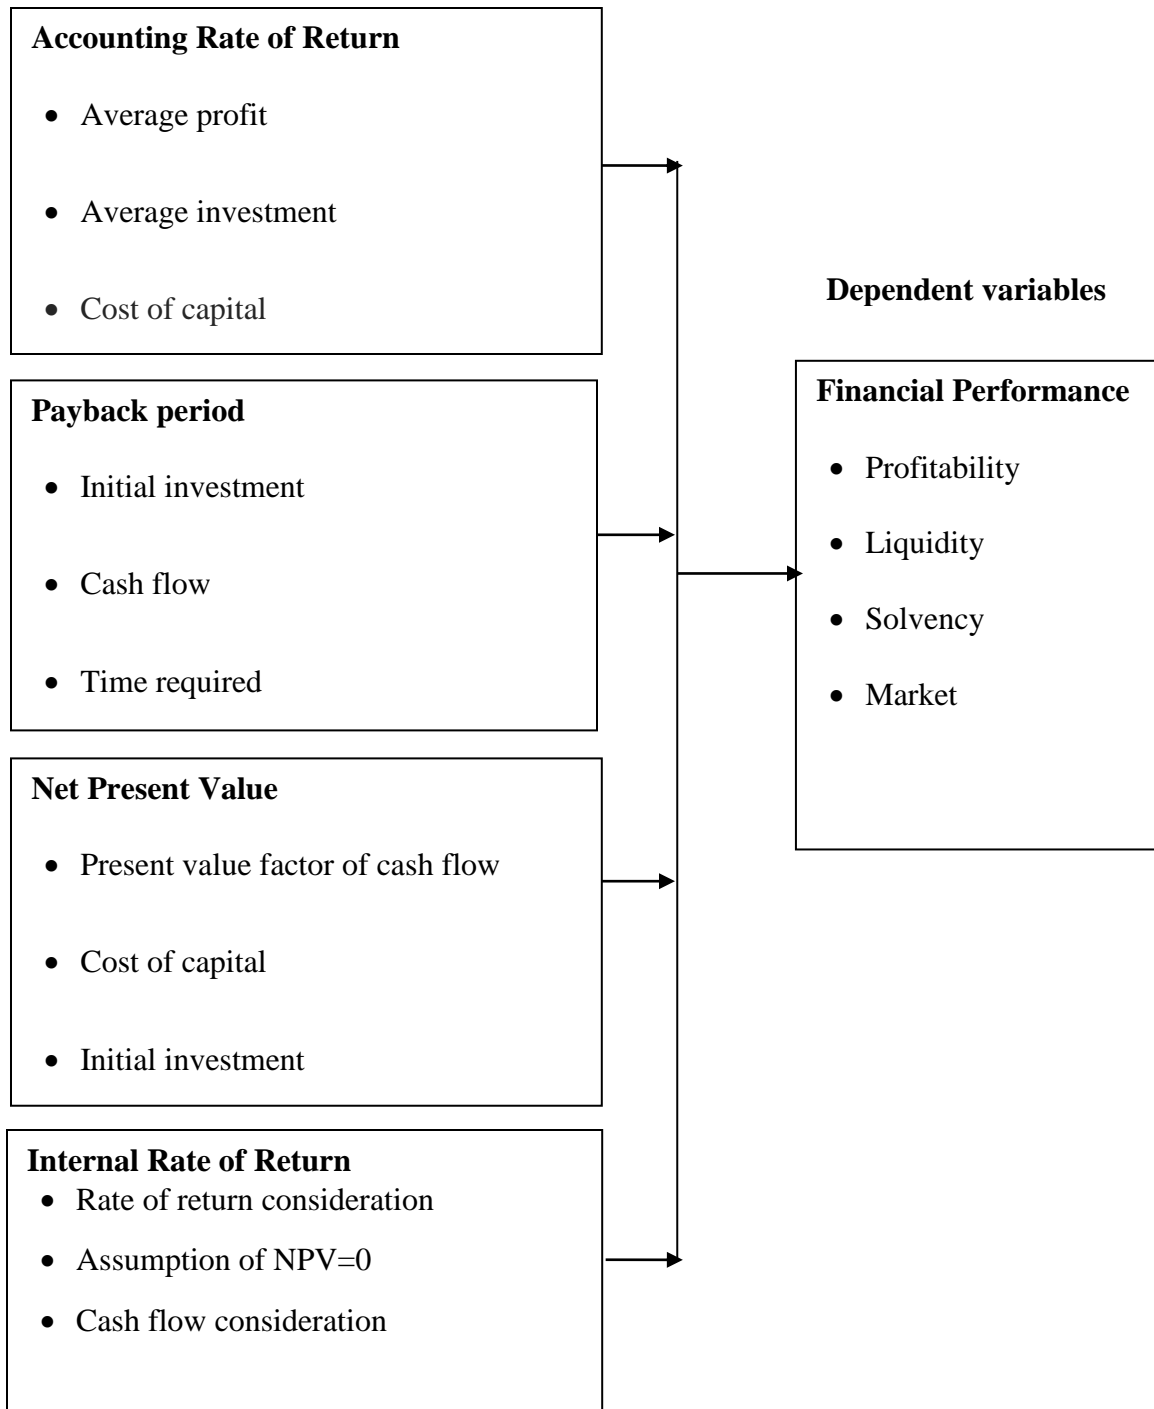 Accounting Rate of Return
• Average profit
• Average investment
• Cost of capital
Payback period
• Initial investment
• Cash flow
• Time required
Net Present Value
• Present value factor of cash flow
• Cost of capital
• Initial investment
Internal Rate of Return
• Rate of return consideration
• Assumption of NPV=0
• Cash flow consideration
Dependent variables
Financial Performance
• Profitability
• Liquidity
• Solvency
• Market